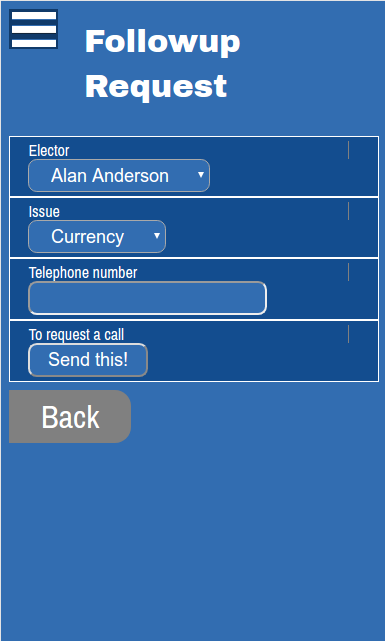 Followup
Request
Elector
Alan Anderson
Issue
Currency
Telephone number
To request a call
Send this!
Back